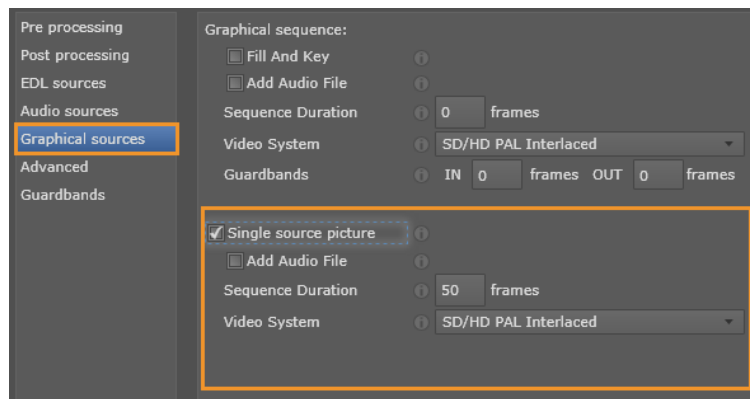 Pre processing
Post processing
EDL sources
Audio sources
Graphical sources
Advanced
Guardbands
Graphical sequence:
Fill And Key
Add Audio File
Sequence Duration 0 frames
Video System SD/HD PAL Interlaced
Guardbands IN 0 frames OUT 0 frames
Single source picture
Add Audio File
Sequence Duration 50 frames
Video System SD/HD PAL Interlaced